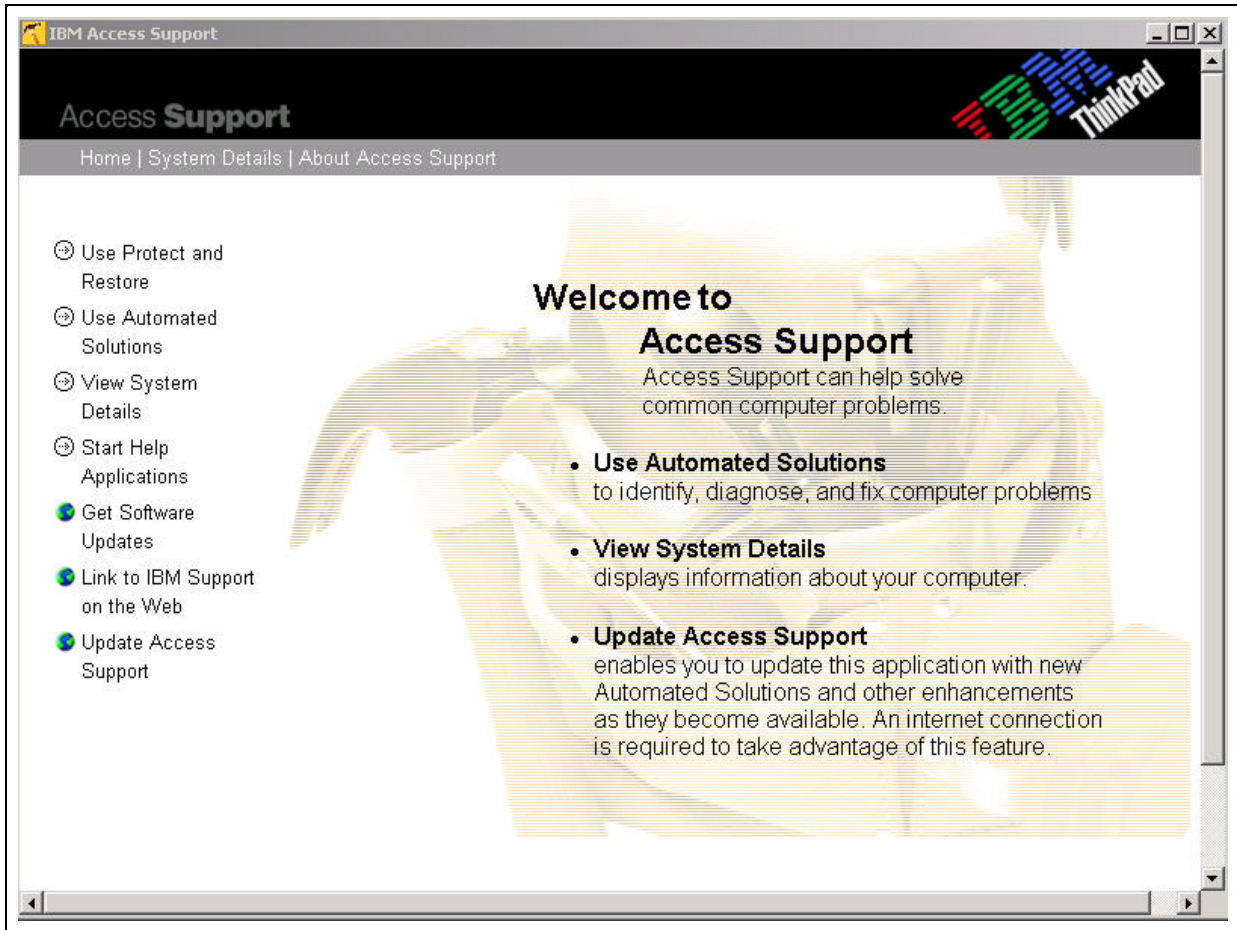 IBM Access Support
IBM
ThinkPad
Access Support
Home | System Details | About Access Support
Use Protect and
Restore
Use Automated
Solutions
View System
Details
Start Help
Applications
Get Software
Updates
Link to IBM Support
on the Web
Update Access
Support
Welcome to
Access Support
Access Support can help solve
common computer problems.
• Use Automated Solutions
to identify, diagnose, and fix computer problems
• View System Details
displays information about your computer.
• Update Access Support
enables you to update this application with new
Automated Solutions and other enhancements
as they become available. An internet connection
is required to take advantage of this feature.